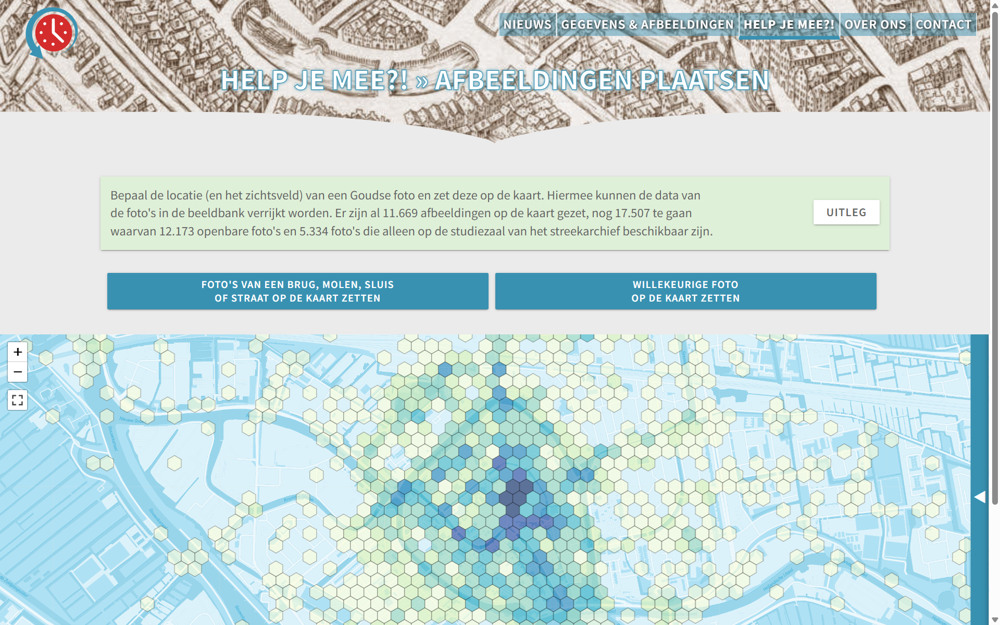 NIEUWS
GEGEVENS & AFBEELDINGEN
HELP JE MEE?!
OVER ONS
CONTACT
HELP JE MEE?! » AFBEELDINGEN PLAATSEN
Bepaal de locatie (en het zichtsveld) van een Goudse foto en zet deze op de kaart. Hiermee kunnen de data van
de foto's in de beeldbank verrijkt worden. Er zijn al 11.669 afbeeldingen op de kaart gezet, nog 17.507 te gaan
waarvan 12.173 openbare foto's en 5.334 foto's die alleen op de studiezaal van het streekarchief beschikbaar zijn.
UITLEG
FOTO'S VAN EEN BRUG, MOLEN, SLUIS
OF STRAAT OP DE KAART ZETTEN
WILLEKEURIGE FOTO
OP DE KAART ZETTEN
+
−
Gouwekanaal
Hollandsche IJssel